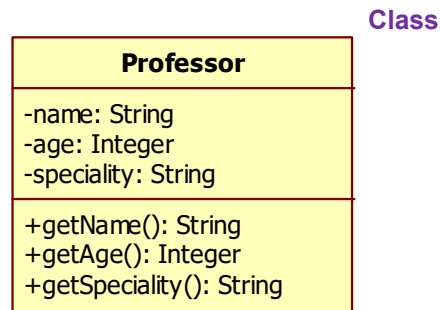 Class
Professor
-name: String
-age: Integer
-speciality: String
+getName(): String
+getAge(): Integer
+getSpeciality(): String